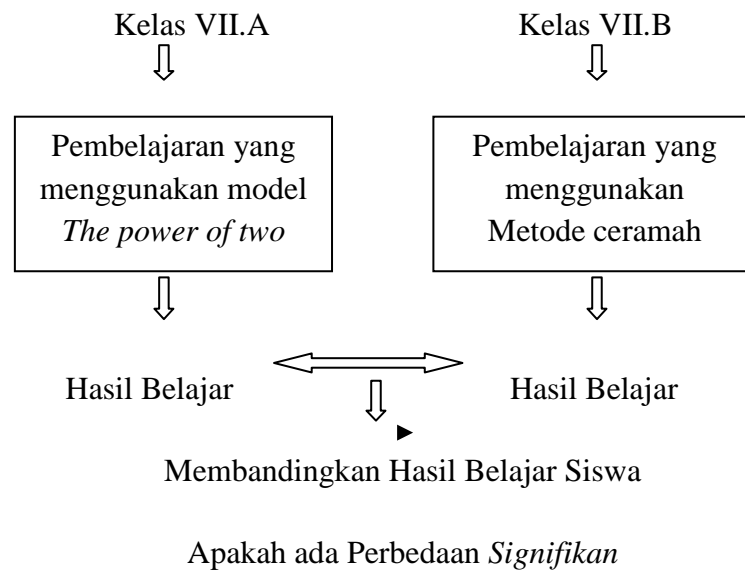 Kelas VII.A
Kelas VII.B
Pembelajaran yang
menggunakan model
The power of two
Pembelajaran yang
menggunakan
Metode ceramah
Hasil Belajar
Hasil Belajar
Membandingkan Hasil Belajar Siswa
Apakah ada Perbedaan Signifikan